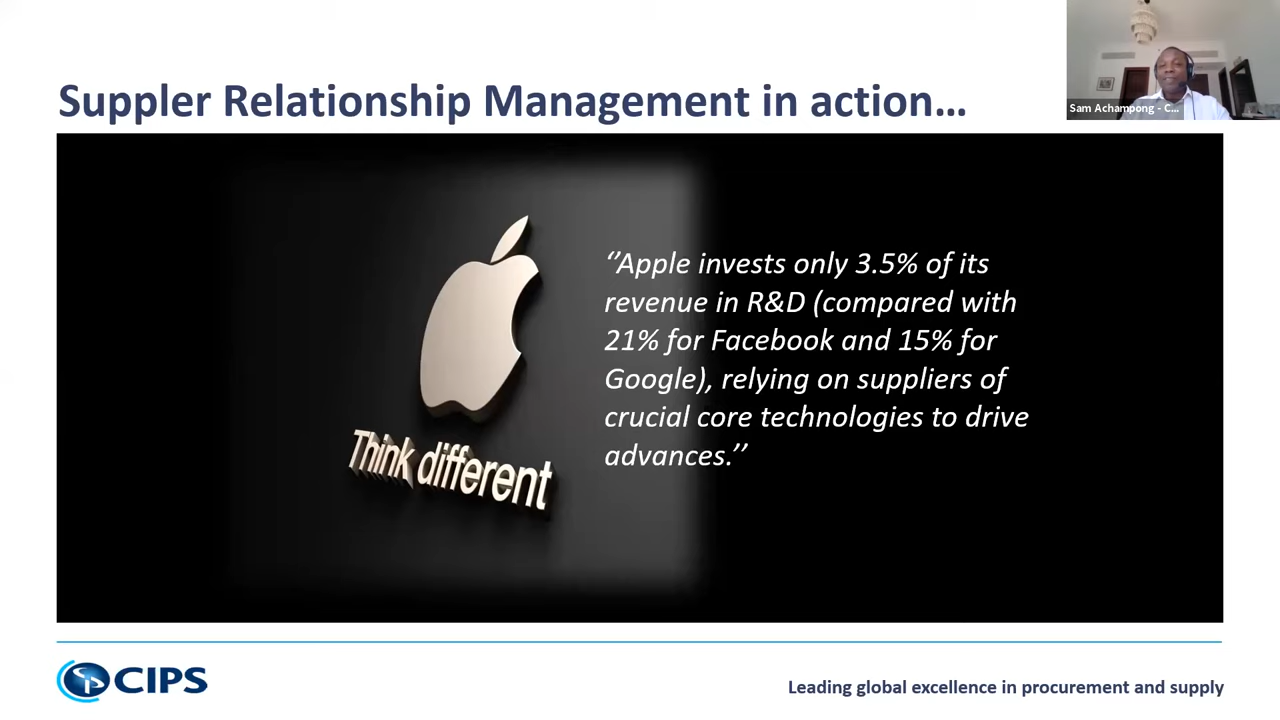 Suppler Relationship Management in action...
Sam Achampong - C...
‘’Apple invests only 3.5% of its
revenue in R&D (compared with
21% for Facebook and 15% for
Google), relying on suppliers of
crucial core technologies to drive
advances.’’
Think different
CIPS
Leading global excellence in procurement and supply